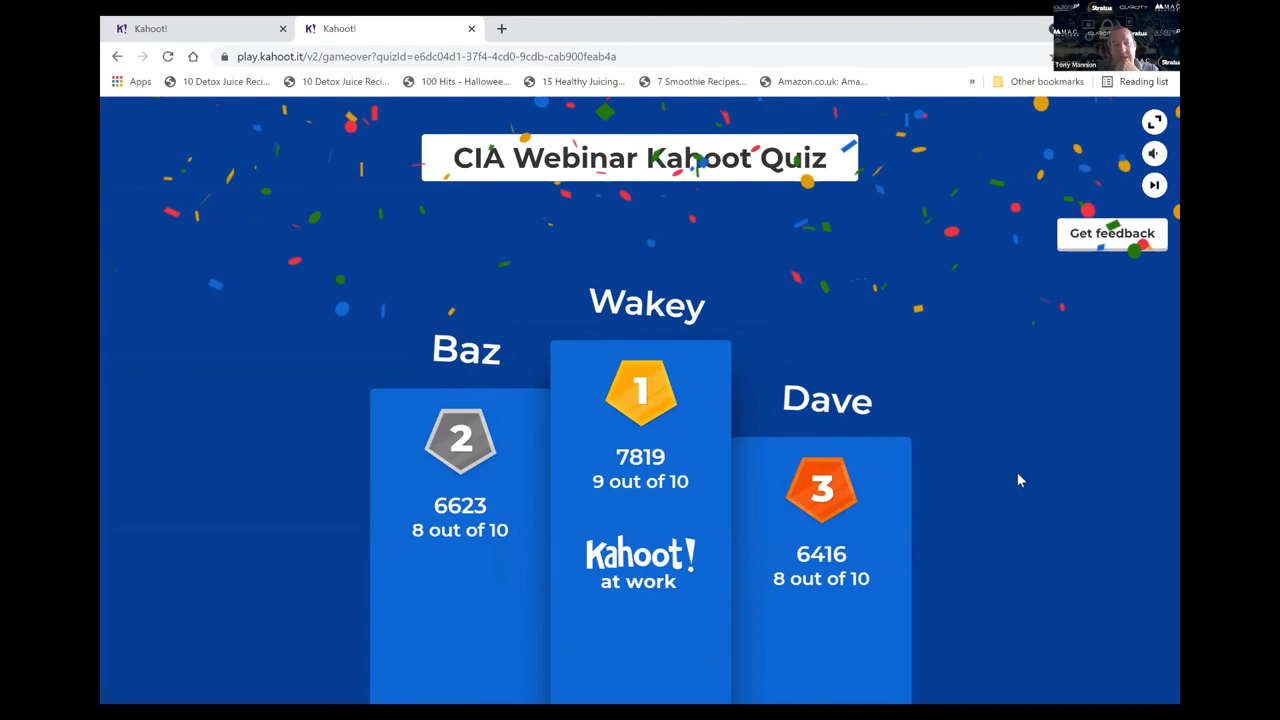 Kahoot!
Kahoot!
play.kahoot.it/v2/gameover?quizId=e6dc04d1-37f4-4cd0-9cdb-cab900feab4a
Apps 10 Detox Juice Reci... 10 Detox Juice Reci... 100 Hits - Hallowee... 15 Healthy Juicing... 7 Smoothie Recipes... Amazon.co.uk: Ama... » Other bookmarks Reading list
Stratus
Tony Mannion
CIA Webinar Kahoot Quiz
Get feedback
Wakey
Baz
Dave
1
2
3
7819
9 out of 10
6623
8 out of 10
6416
8 out of 10
Kahoot!
at work